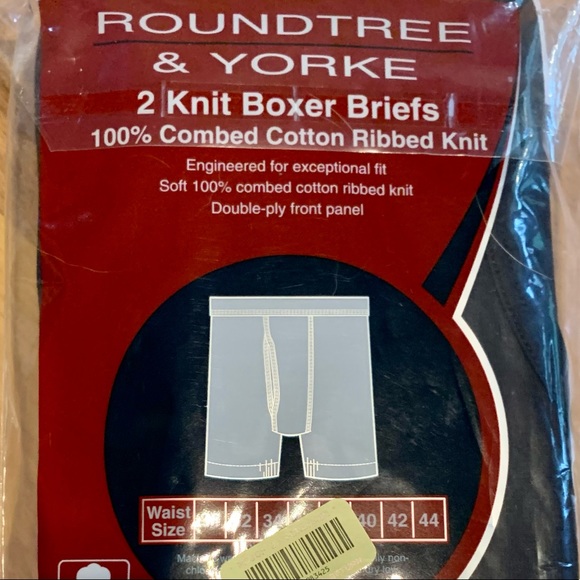 ROUNDTREE
& YORKE
2 Knit Boxer Briefs
100% Combed Cotton Ribbed Knit
Engineered for exceptional fit
Soft 100% combed cotton ribbed knit
Double-ply front panel
Waist
Size 34 40 42 44